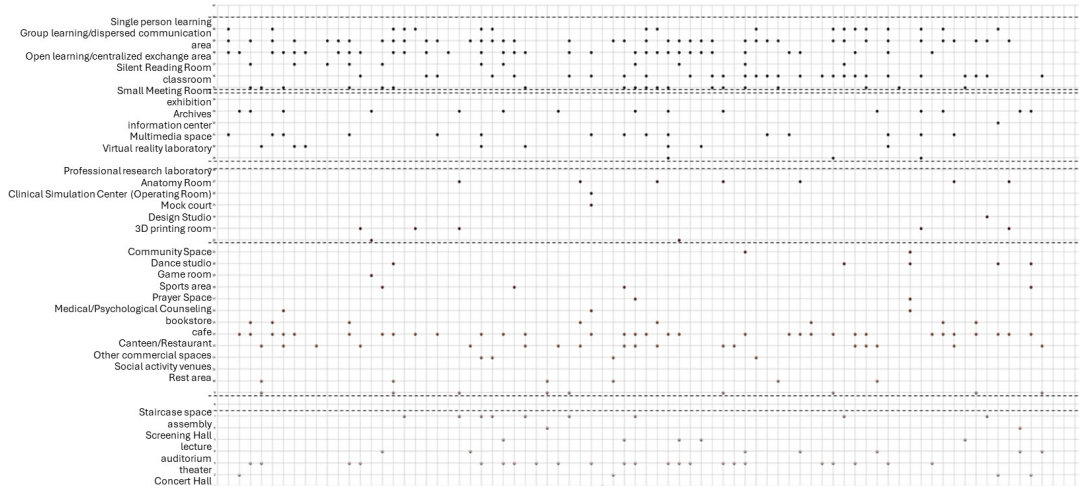 Single person learning
Group learning/dispersed communication
area
Open learning/centralized exchange area
Silent Reading Room
classroom
Small Meeting Room
exhibition
Archives
information center
Multimedia space
Virtual reality laboratory
Professional research laboratory
Anatomy Room
Clinical Simulation Center (Operating Room)
Mock court
Design Studio
3D printing room
Community Space
Dance studio
Game room
Sports area
Prayer Space
Medical/Psychological Counseling
bookstore
cafe
Canteen/Restaurant
Other commercial spaces
Social activity venues
Rest area
Staircase space
assembly
Screening Hall
lecture
auditorium
theater
Concert Hall